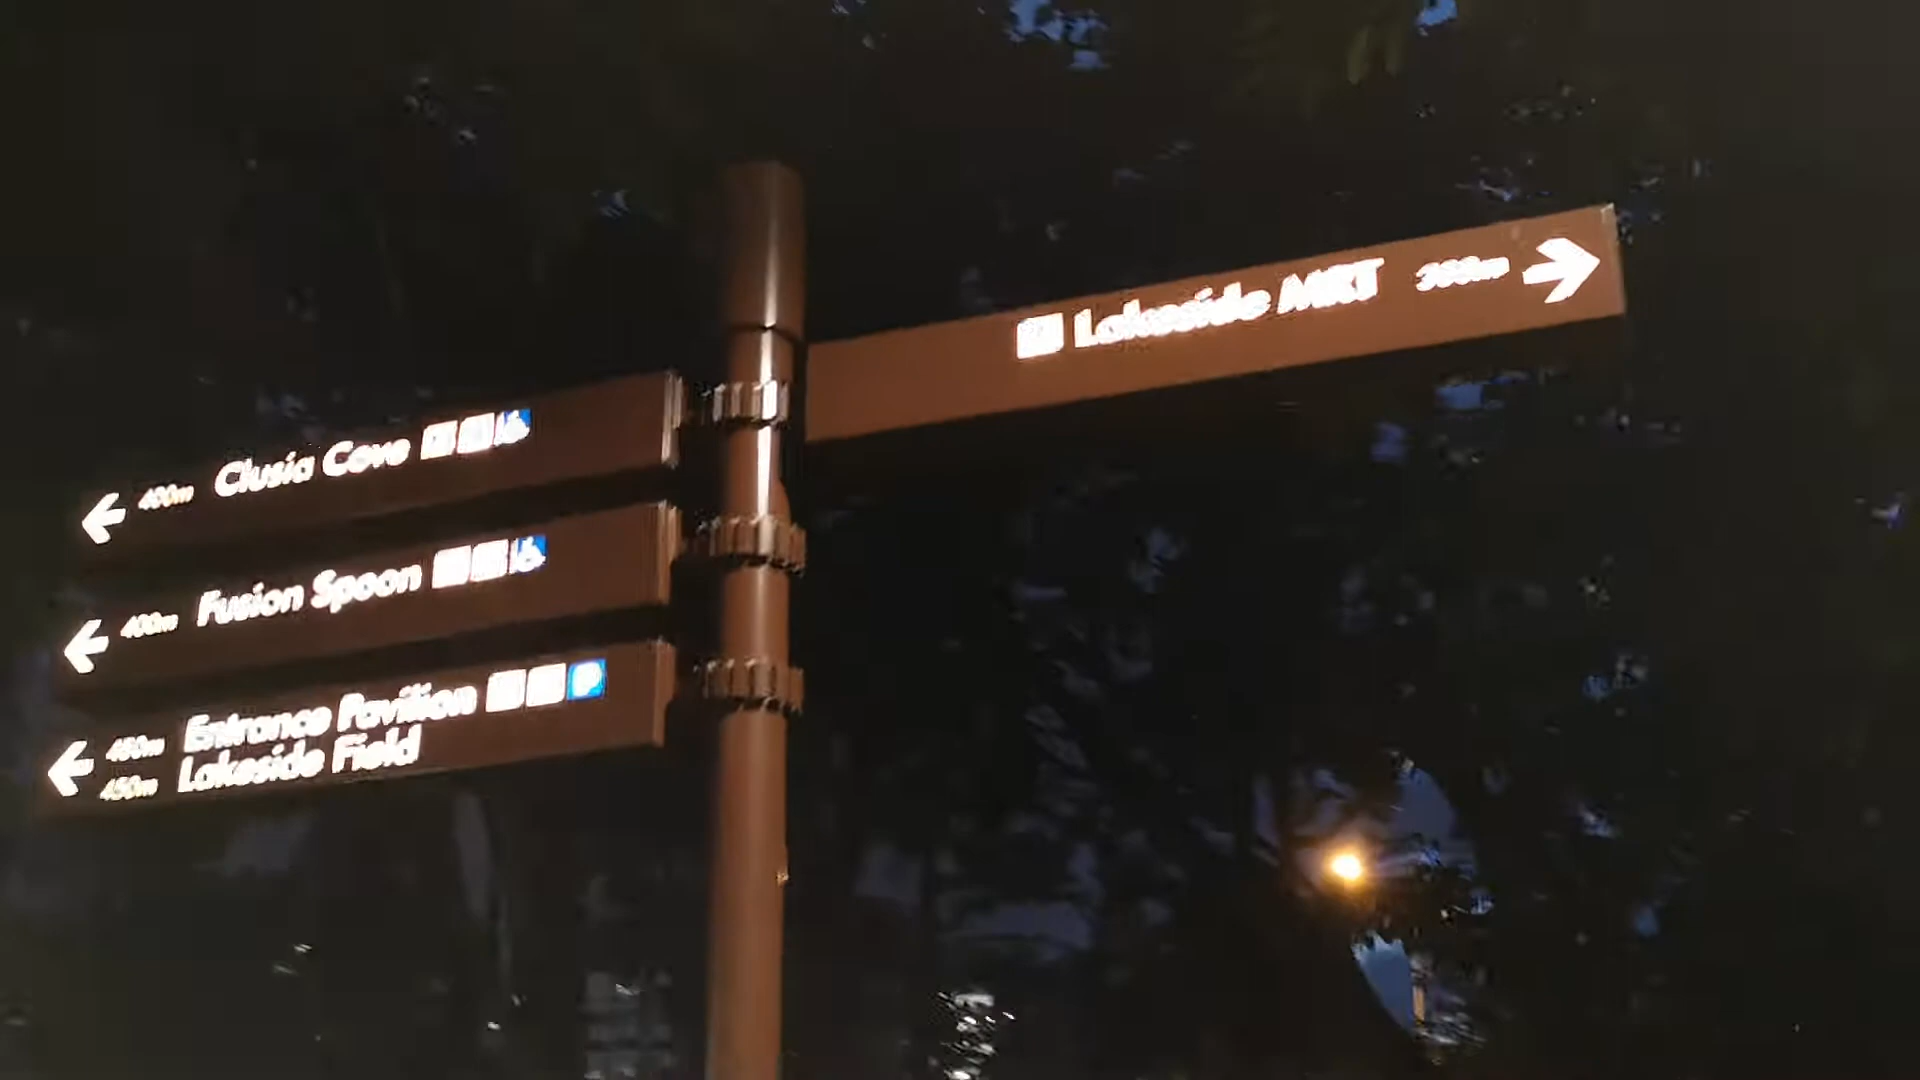 Lakeside MRT
400m Clusia Cove
400m Fusion Spoon
450m Entrance Pavilion P
450m Lakeside Field